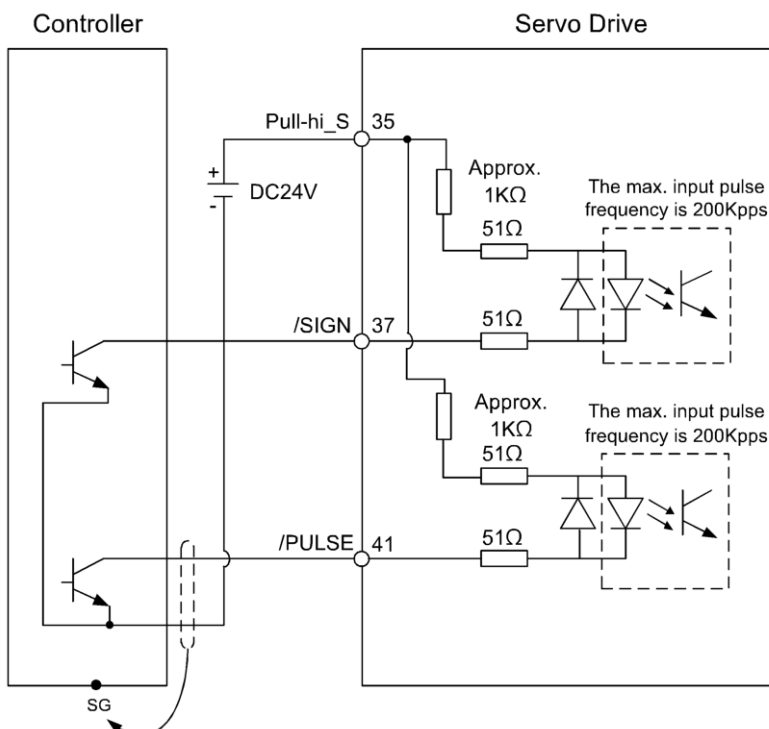 Controller
Servo Drive
Pull-hi_S
35
+
-
DC24V
Approx.
1KΩ
51Ω
The max. input pulse
frequency is 200Kpps
/SIGN
37
51Ω
Approx.
1KΩ
51Ω
The max. input pulse
frequency is 200Kpps
/PULSE
41
51Ω
SG